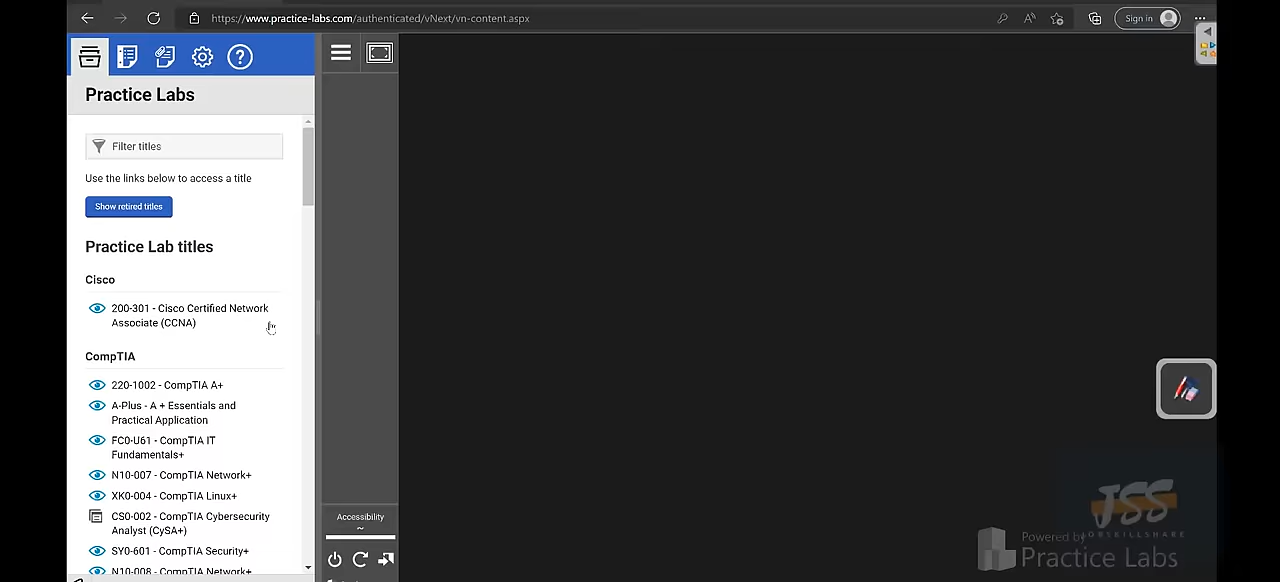 https://www.practice-labs.com/authenticated/vNext/vn-content.aspx
Sign in
Practice Labs
Filter titles
Use the links below to access a title
Show retired titles
Practice Lab titles
Cisco
200-301 - Cisco Certified Network
Associate (CCNA)
CompTIA
220-1002 - CompTIA A+
A-Plus - A + Essentials and
Practical Application
FC0-U61 - CompTIA IT
Fundamentals+
N10-007 - CompTIA Network+
XK0-004 - CompTIA Linux+
CS0-002 - CompTIA Cybersecurity
Analyst (CySA+)
SY0-601 - CompTIA Security+
N10-008 - CompTIA Network+
Accessibility
JSS
Powered by
Practice Labs